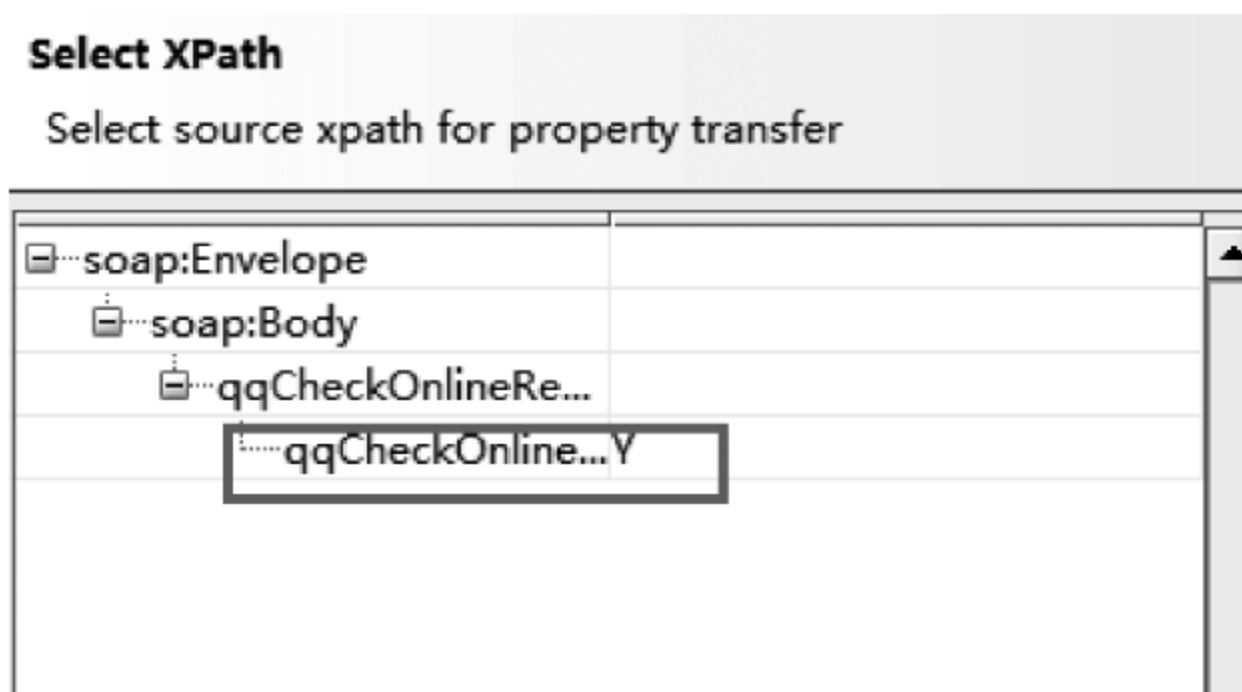 Select XPath
Select source xpath for property transfer
soap:Envelope
soap:Body
qqCheckOnlineRe...
qqCheckOnline... Y